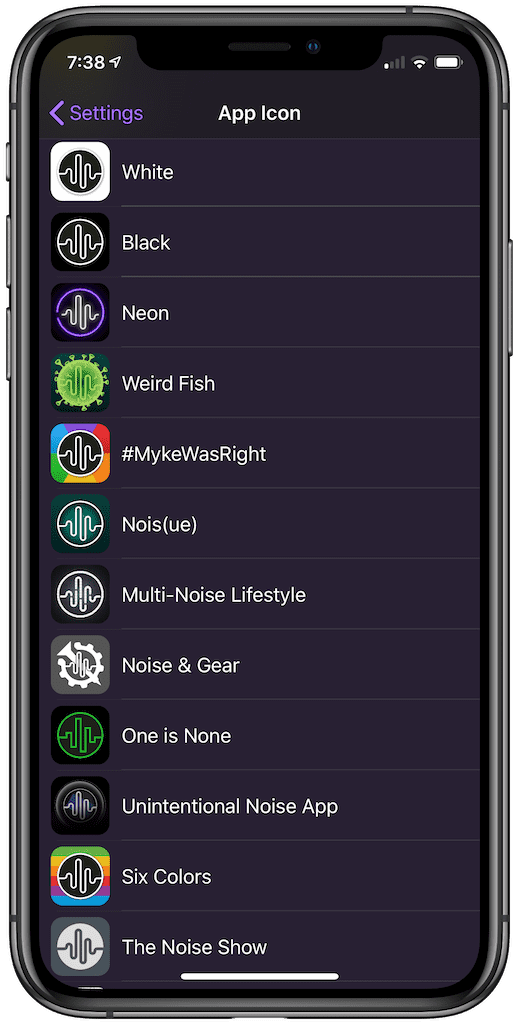 7:38
Settings
App Icon
White
Black
Neon
Weird Fish
#MykeWasRight
Nois(ue)
Multi-Noise Lifestyle
Noise & Gear
One is None
Unintentional Noise App
Six Colors
The Noise Show